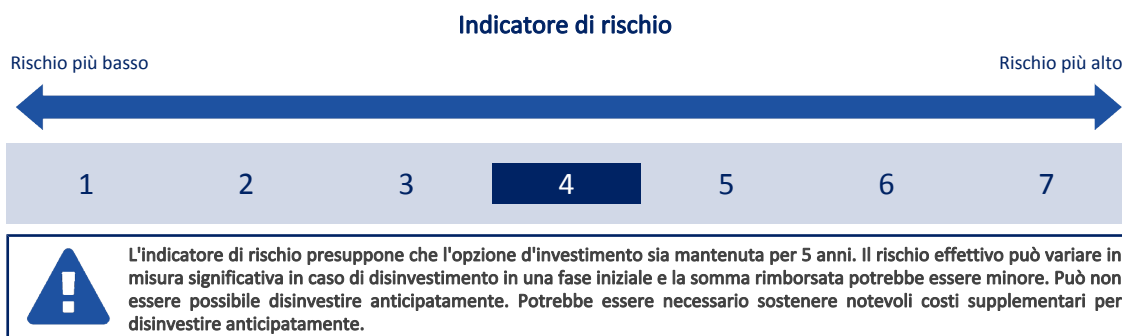 Indicatore di rischio
Rischio più basso
Rischio più alto
1 2 3 4 5 6 7
L'indicatore di rischio presuppone che l'opzione d'investimento sia mantenuta per 5 anni. Il rischio effettivo può variare in
misura significativa in caso di disinvestimento in una fase iniziale e la somma rimborsata potrebbe essere minore. Può non
essere possibile disinvestire anticipatamente. Potrebbe essere necessario sostenere notevoli costi supplementari per
disinvestire anticipatamente.